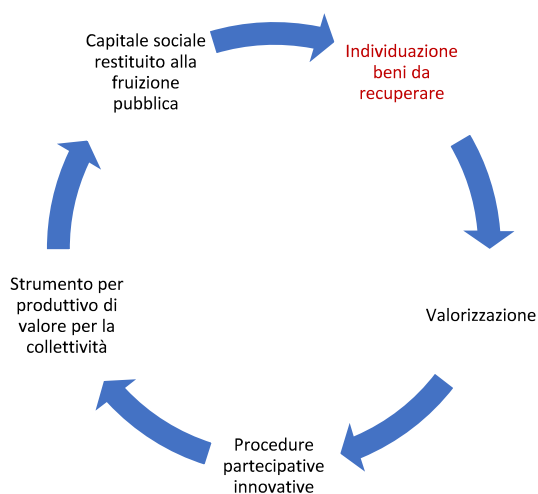 Capitale sociale
restituito alla
fruizione
pubblica
Individuazione
beni da
recuperare
Valorizzazione
Procedure
partecipative
innovative
Strumento per
produttivo di
valore per la
collettività